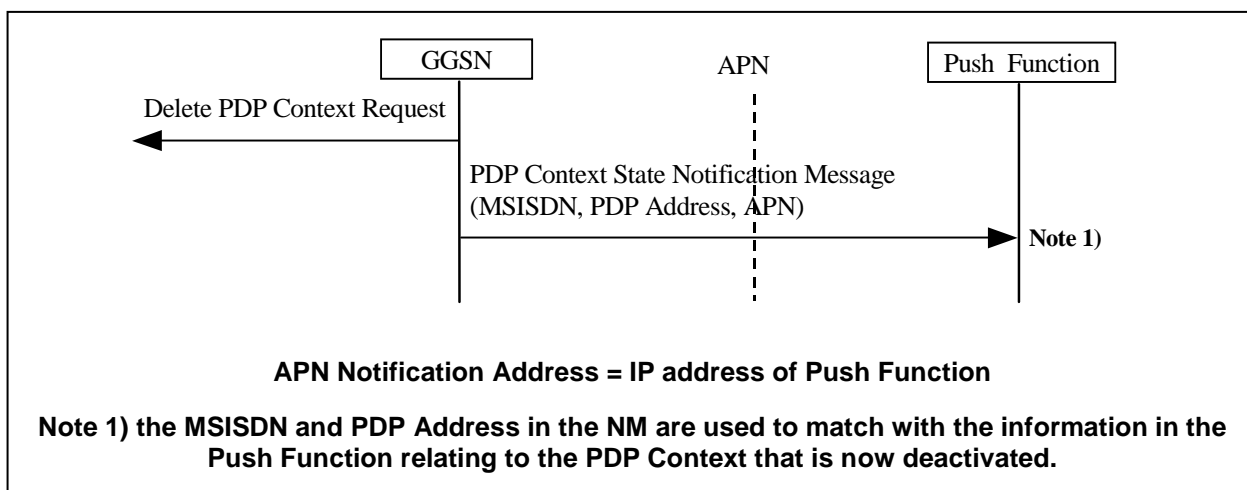 GGSN
APN
Push Function
Delete PDP Context Request
PDP Context State Notification Message
(MSISDN, PDP Address, APN)
Note 1)
APN Notification Address = IP address of Push Function
Note 1) the MSISDN and PDP Address in the NM are used to match with the information in the
Push Function relating to the PDP Context that is now deactivated.